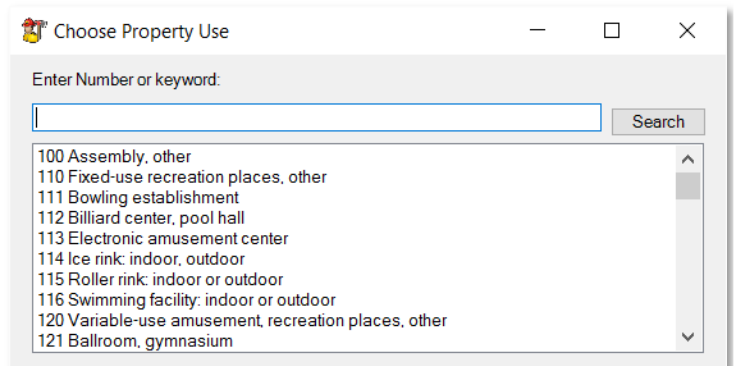 Choose Property Use
Enter Number or keyword:
Search
100 Assembly, other
110 Fixed-use recreation places, other
111 Bowling establishment
112 Billiard center, pool hall
113 Electronic amusement center
114 Ice rink: indoor, outdoor
115 Roller rink: indoor or outdoor
116 Swimming facility: indoor or outdoor
120 Variable-use amusement, recreation places, other
121 Ballroom, gymnasium